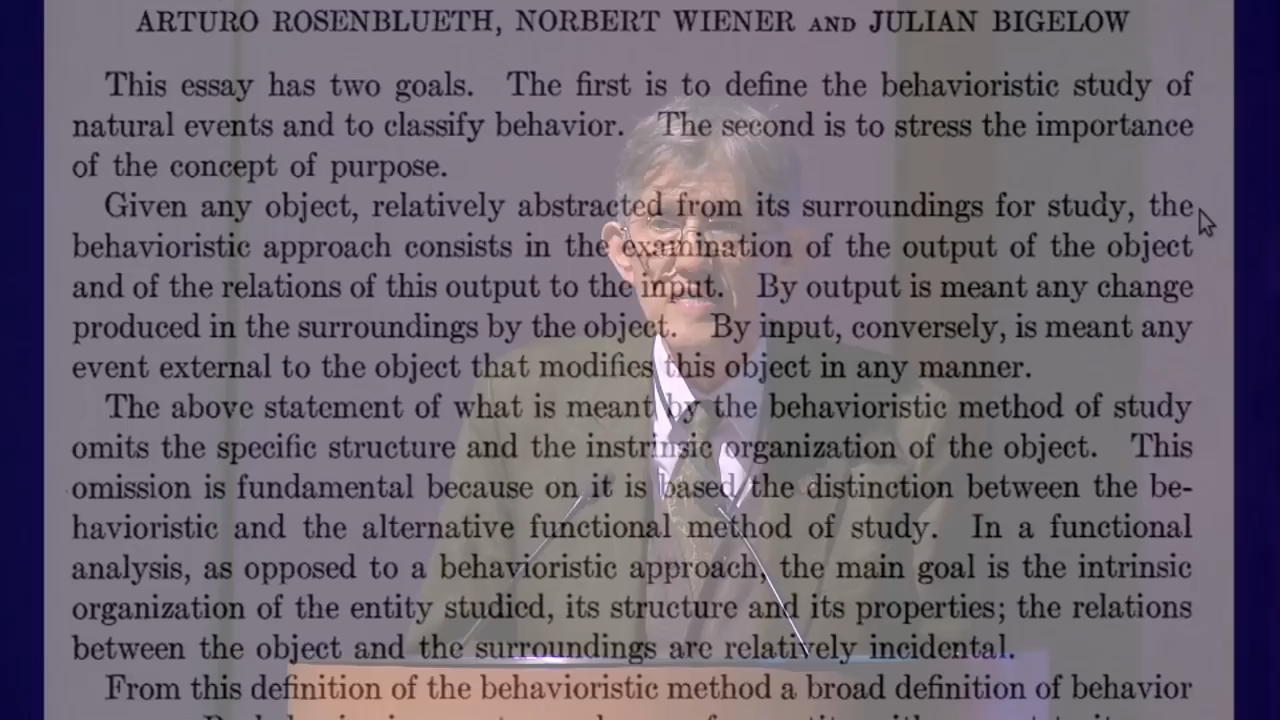 ARTURO ROSENBLUETH, NORBERT WIENER AND JULIAN BIGELOW
This essay has two goals. The first is to define the behavioristic study of
natural events and to classify behavior. The second is to stress the importance
of the concept of purpose.
Given any object, relatively abstracted from its surroundings for study, the
behavioristic approach consists in the examination of the output of the object
and of the relations of this output to the input. By output is meant any change
produced in the surroundings by the object. By input, conversely, is meant any
event external to the object that modifies this object in any manner.
The above statement of what is meant by the behavioristic method of study
omits the specific structure and the instrinsic organization of the object. This
omission is fundamental because on it is based the distinction between the be-
havioristic and the alternative functional method of study. In a functional
analysis, as opposed to a behavioristic approach, the main goal is the intrinsic
organization of the entity studied, its structure and its properties; the relations
between the object and the surroundings are relatively incidental.
From this definition of the behavioristic method a broad definition of behavior